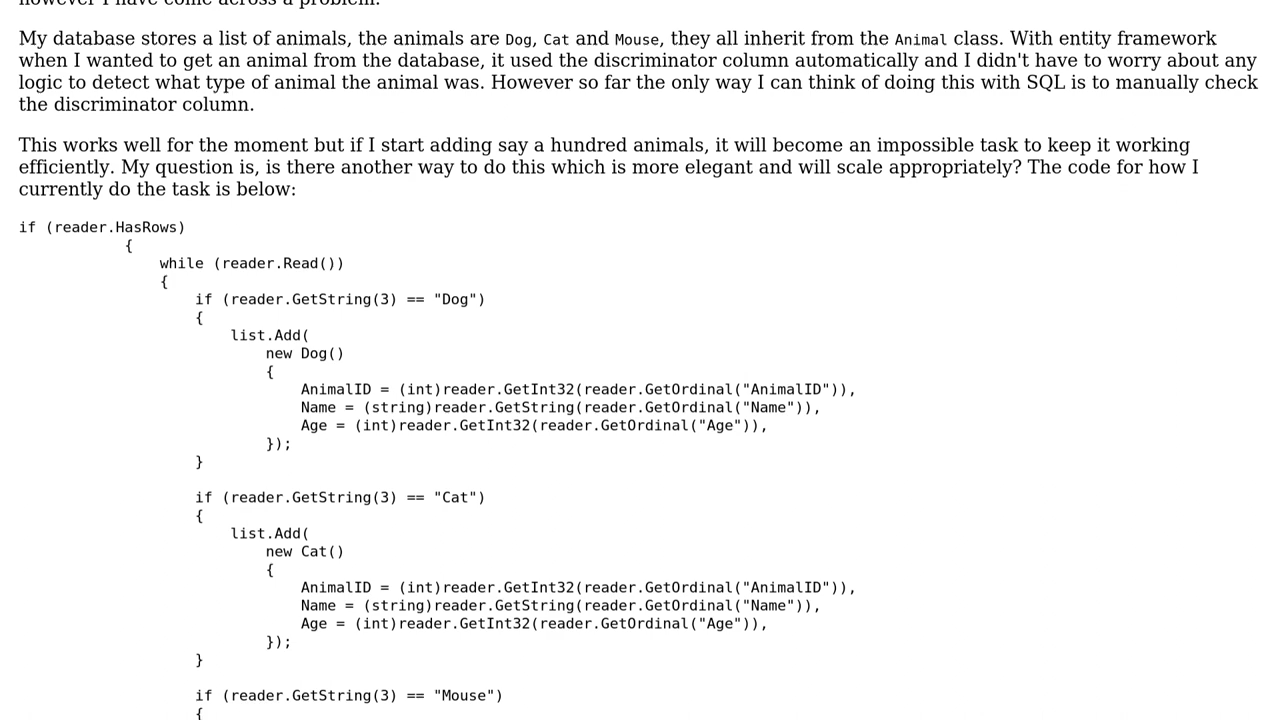 however I have come across a problem.
My database stores a list of animals, the animals are Dog, Cat and Mouse, they all inherit from the Animal class. With entity framework
when I wanted to get an animal from the database, it used the discriminator column automatically and I didn't have to worry about any
logic to detect what type of animal the animal was. However so far the only way I can think of doing this with SQL is to manually check
the discriminator column.
This works well for the moment but if I start adding say a hundred animals, it will become an impossible task to keep it working
efficiently. My question is, is there another way to do this which is more elegant and will scale appropriately? The code for how I
currently do the task is below:
if (reader.HasRows)
{
while (reader.Read())
{
if (reader.GetString(3) == "Dog")
{
list.Add(
new Dog()
{
AnimalID = (int)reader.GetInt32(reader.GetOrdinal("AnimalID")),
Name = (string)reader.GetString(reader.GetOrdinal("Name")),
Age = (int)reader.GetInt32(reader.GetOrdinal("Age")),
});
}
if (reader.GetString(3) == "Cat")
{
list.Add(
new Cat()
{
AnimalID = (int)reader.GetInt32(reader.GetOrdinal("AnimalID")),
Name = (string)reader.GetString(reader.GetOrdinal("Name")),
Age = (int)reader.GetInt32(reader.GetOrdinal("Age")),
});
}
if (reader.GetString(3) == "Mouse")
{